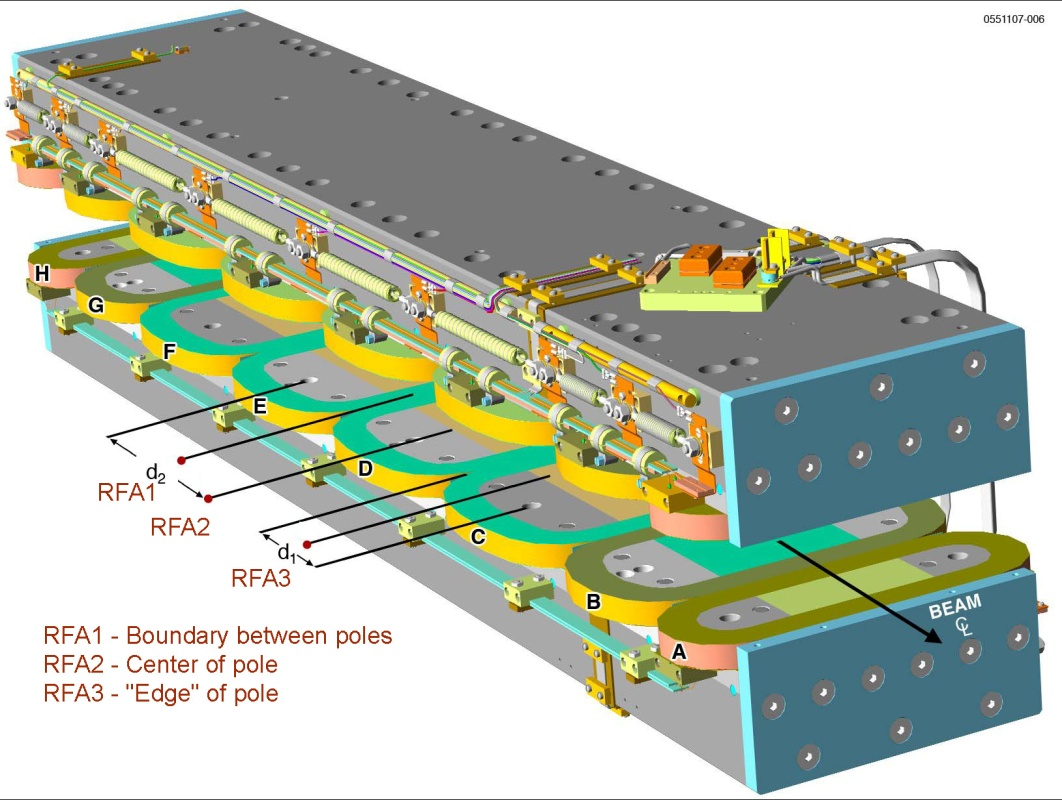 0551107-006
H
G
F
E
D
C
B
A
d2
RFA1
RFA2
d1
RFA3
BEAM
℄
RFA1 - Boundary between poles
RFA2 - Center of pole
RFA3 - "Edge" of pole